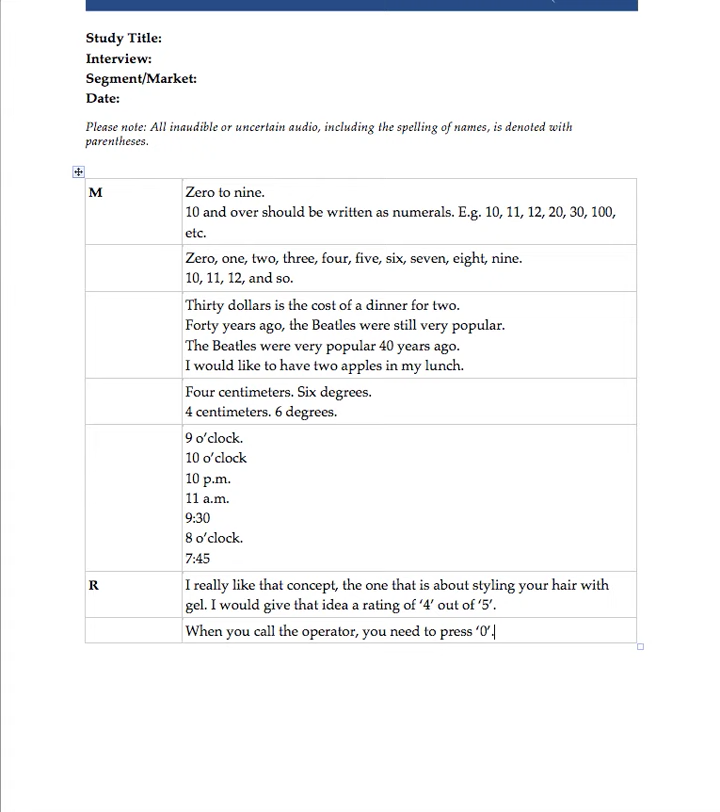 Study Title:
Interview:
Segment/Market:
Date:
Please note: All inaudible or uncertain audio, including the spelling of names, is denoted with
parentheses.
M
Zero to nine.
10 and over should be written as numerals. E.g. 10, 11, 12, 20, 30, 100,
etc.
Zero, one, two, three, four, five, six, seven, eight, nine.
10, 11, 12, and so.
Thirty dollars is the cost of a dinner for two.
Forty years ago, the Beatles were still very popular.
The Beatles were very popular 40 years ago.
I would like to have two apples in my lunch.
Four centimeters. Six degrees.
4 centimeters. 6 degrees.
9 o’clock.
10 o’clock
10 p.m.
11 a.m.
9:30
8 o’clock.
7:45
R
I really like that concept, the one that is about styling your hair with
gel. I would give that idea a rating of ‘4’ out of ‘5’.
When you call the operator, you need to press ‘0’.